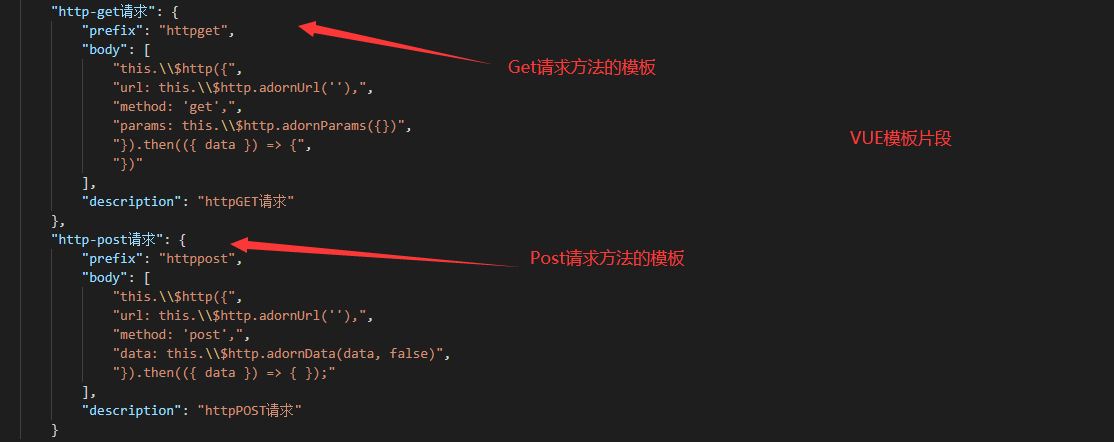 "http-get请求": {
"prefix": "httpget",
"body": [
Get请求方法的模板
"this.\\$http({",
"url: this.\\$http.adornUrl(''),",
"method: 'get',",
"params: this.\\$http.adornParams({})",
VUE模板片段
"}).then(({ data }) => {",
"})"
],
"description": "httpGET请求"
},
"http-post请求": {
"prefix": "httppost",
Post请求方法的模板
"body": [
"this.\\$http({",
"url: this.\\$http.adornUrl(''),",
"method: 'post',",
"data: this.\\$http.adornData(data, false)",
"}).then(({ data }) => { });"
],
"description": "httpPOST请求"
}